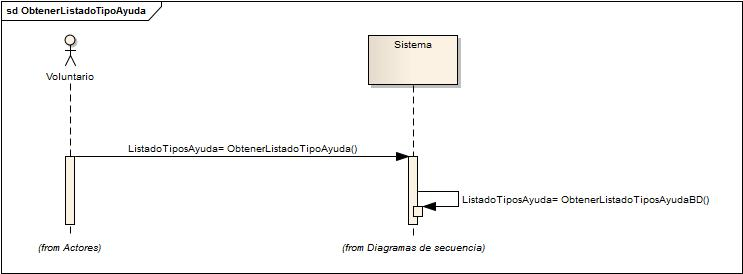 sd ObtenerListadoTipoAyuda
Sistema
Voluntario
ListadoTiposAyuda= ObtenerListadoTipoAyuda()
ListadoTiposAyuda= ObtenerListadoTiposAyudaBD()
(from Actores)
(from Diagramas de secuencia)